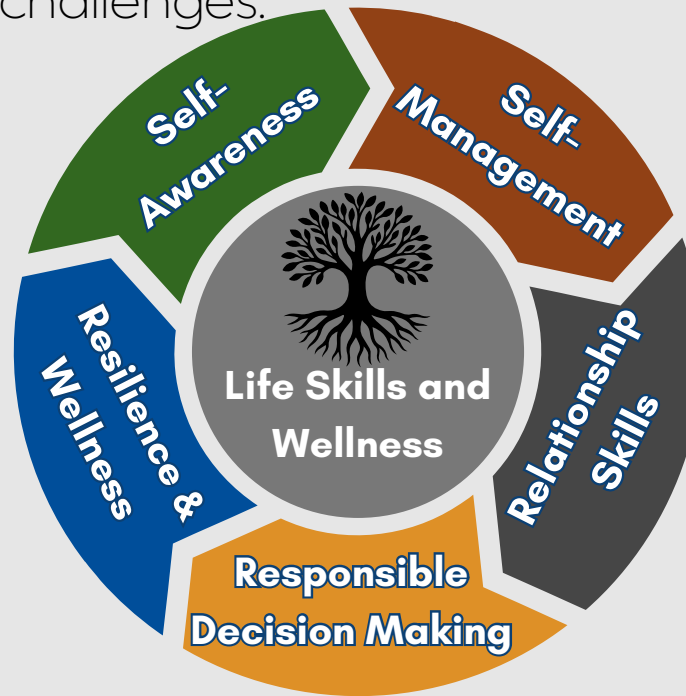 challenges.
Self-
Awareness
Self-
Management
Relationship
Skills
Responsible
Decision Making
Resilience &
Wellness
Life Skills and
Wellness